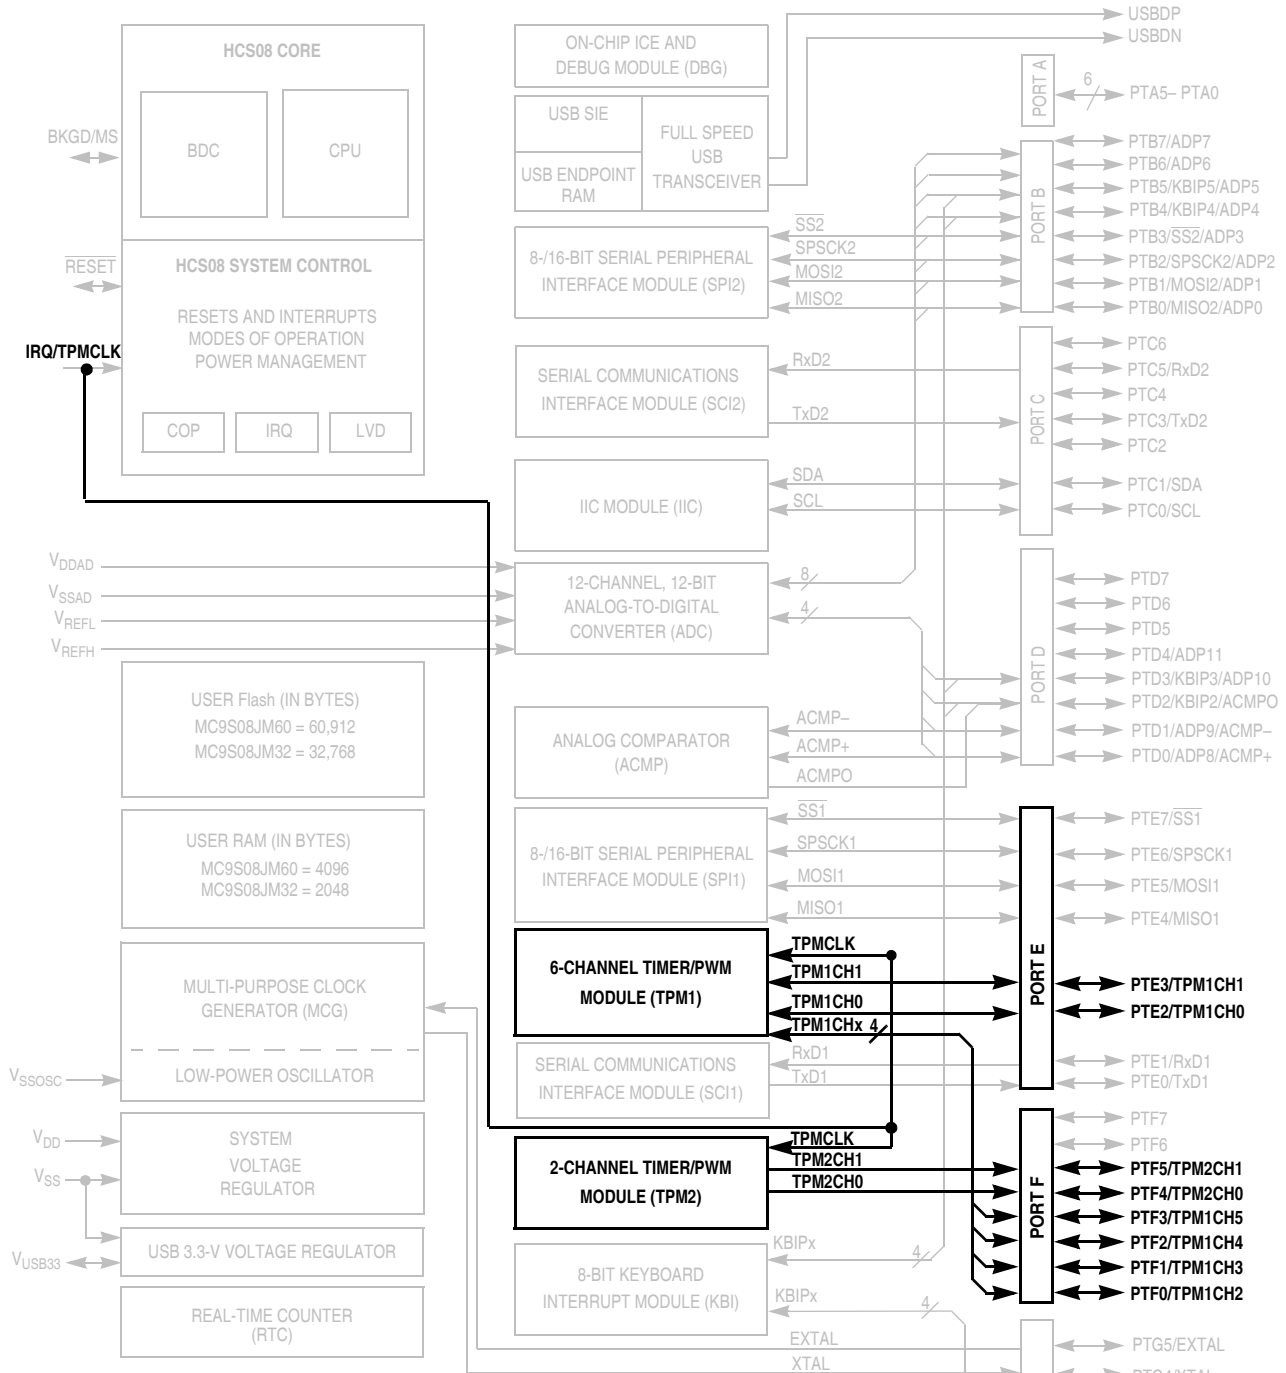 HCS08 CORE
BDC
CPU
BKGD/MS
RESET
HCS08 SYSTEM CONTROL
RESETS AND INTERRUPTS
MODES OF OPERATION
POWER MANAGEMENT
IRQ/TPMCLK
COP
IRQ
LVD
VDDAD
VSSAD
VREFL
VREFH
USER Flash (IN BYTES)
MC9S08JM60 = 60,912
MC9S08JM32 = 32,768
USER RAM (IN BYTES)
MC9S08JM60 = 4096
MC9S08JM32 = 2048
MULTI-PURPOSE CLOCK
GENERATOR (MCG)
LOW-POWER OSCILLATOR
VSSOSC
VDD
VSS
SYSTEM
VOLTAGE
REGULATOR
VUSB33
USB 3.3-V VOLTAGE REGULATOR
REAL-TIME COUNTER
(RTC)
ON-CHIP ICE AND
DEBUG MODULE (DBG)
USB SIE
USB ENDPOINT
RAM
FULL SPEED
USB
TRANSCEIVER
8-/16-BIT SERIAL PERIPHERAL
INTERFACE MODULE (SPI2)
SS2
SPSCK2
MOSI2
MISO2
SERIAL COMMUNICATIONS
INTERFACE MODULE (SCI2)
RxD2
TxD2
IIC MODULE (IIC)
SDA
SCL
12-CHANNEL, 12-BIT
ANALOG-TO-DIGITAL
CONVERTER (ADC)
8
4
ANALOG COMPARATOR
(ACMP)
ACMP–
ACMP+
ACMPO
8-/16-BIT SERIAL PERIPHERAL
INTERFACE MODULE (SPI1)
SS1
SPSCK1
MOSI1
MISO1
6-CHANNEL TIMER/PWM
MODULE (TPM1)
TPMCLK
TPM1CH1
TPM1CH0
TPM1CHx 4
SERIAL COMMUNICATIONS
INTERFACE MODULE (SCI1)
RxD1
TxD1
2-CHANNEL TIMER/PWM
MODULE (TPM2)
TPMCLK
TPM2CH1
TPM2CH0
8-BIT KEYBOARD
INTERRUPT MODULE (KBI)
KBIPx
4
KBIPx
4
EXTAL
XTAL
USBDP
USBDN
PORT A
6
PTA5– PTA0
PORT B
PTB7/ADP7
PTB6/ADP6
PTB5/KBIP5/ADP5
PTB4/KBIP4/ADP4
PTB3/SS2/ADP3
PTB2/SPSCK2/ADP2
PTB1/MOSI2/ADP1
PTB0/MISO2/ADP0
PORT C
PTC6
PTC5/RxD2
PTC4
PTC3/TxD2
PTC2
PTC1/SDA
PTC0/SCL
PORT D
PTD7
PTD6
PTD5
PTD4/ADP11
PTD3/KBIP3/ADP10
PTD2/KBIP2/ACMPO
PTD1/ADP9/ACMP–
PTD0/ADP8/ACMP+
PORT E
PTE7/SS1
PTE6/SPSCK1
PTE5/MOSI1
PTE4/MISO1
PTE3/TPM1CH1
PTE2/TPM1CH0
PTE1/RxD1
PTE0/TxD1
PORT F
PTF7
PTF6
PTF5/TPM2CH1
PTF4/TPM2CH0
PTF3/TPM1CH5
PTF2/TPM1CH4
PTF1/TPM1CH3
PTF0/TPM1CH2
PTG5/EXTAL